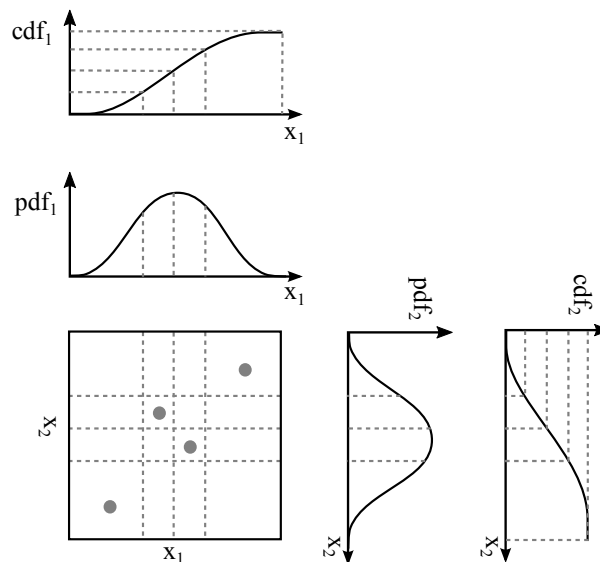 cdf₁
x₁
pdf₁
x₁
pdf₂
cdf₂
x₂
x₁
x₂
x₂